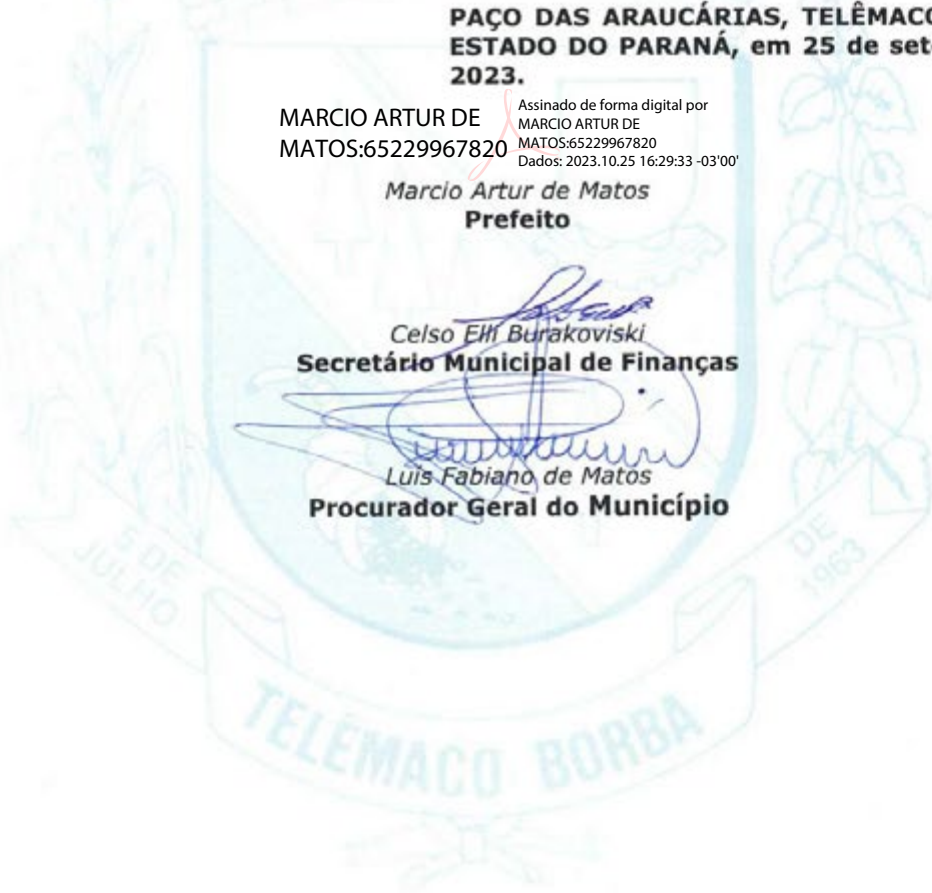 PAÇO DAS ARAUCÁRIAS, TELÊMACO
ESTADO DO PARANÁ, em 25 de set
2023.
MARCIO ARTUR DE
MATOS:65229967820
Assinado de forma digital por
MARCIO ARTUR DE
MATOS:65229967820
Dados: 2023.10.25 16:29:33 -03'00'
Marcio Artur de Matos
Prefeito
Celso Elli Burakoviski
Secretário Municipal de Finanças
Luis Fabiano de Matos
Procurador Geral do Município
5 DE
JULHO
DE
1963
TELÊMACO BORBA